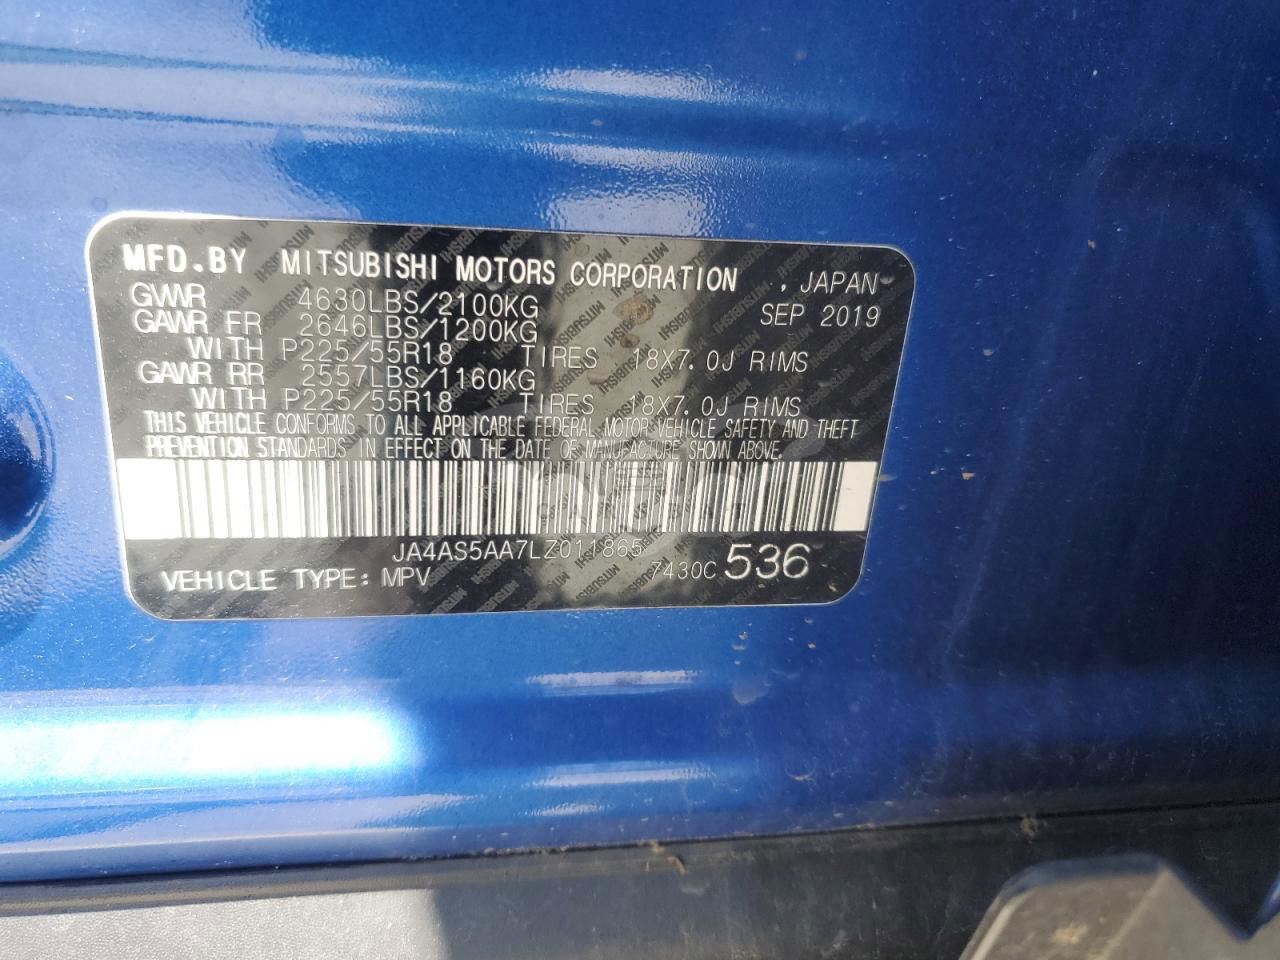 MFD.BY MITSUBISHI MOTORS CORPORATION , JAPAN
GVWR 4630LBS/2100KG SEP 2019
GAWR FR 2646LBS/1200KG
WITH P225/55R18 TIRES 18X7.0J RIMS
GAWR RR 2557LBS/1160KG
WITH P225/55R18 TIRES 18X7.0J RIMS
THIS VEHICLE CONFORMS TO ALL APPLICABLE FEDERAL MOTOR VEHICLE SAFETY AND THEFT
PREVENTION STANDARDS IN EFFECT ON THE DATE OF MANUFACTURE SHOWN ABOVE.
VEHICLE TYPE: MPV 7430C 536